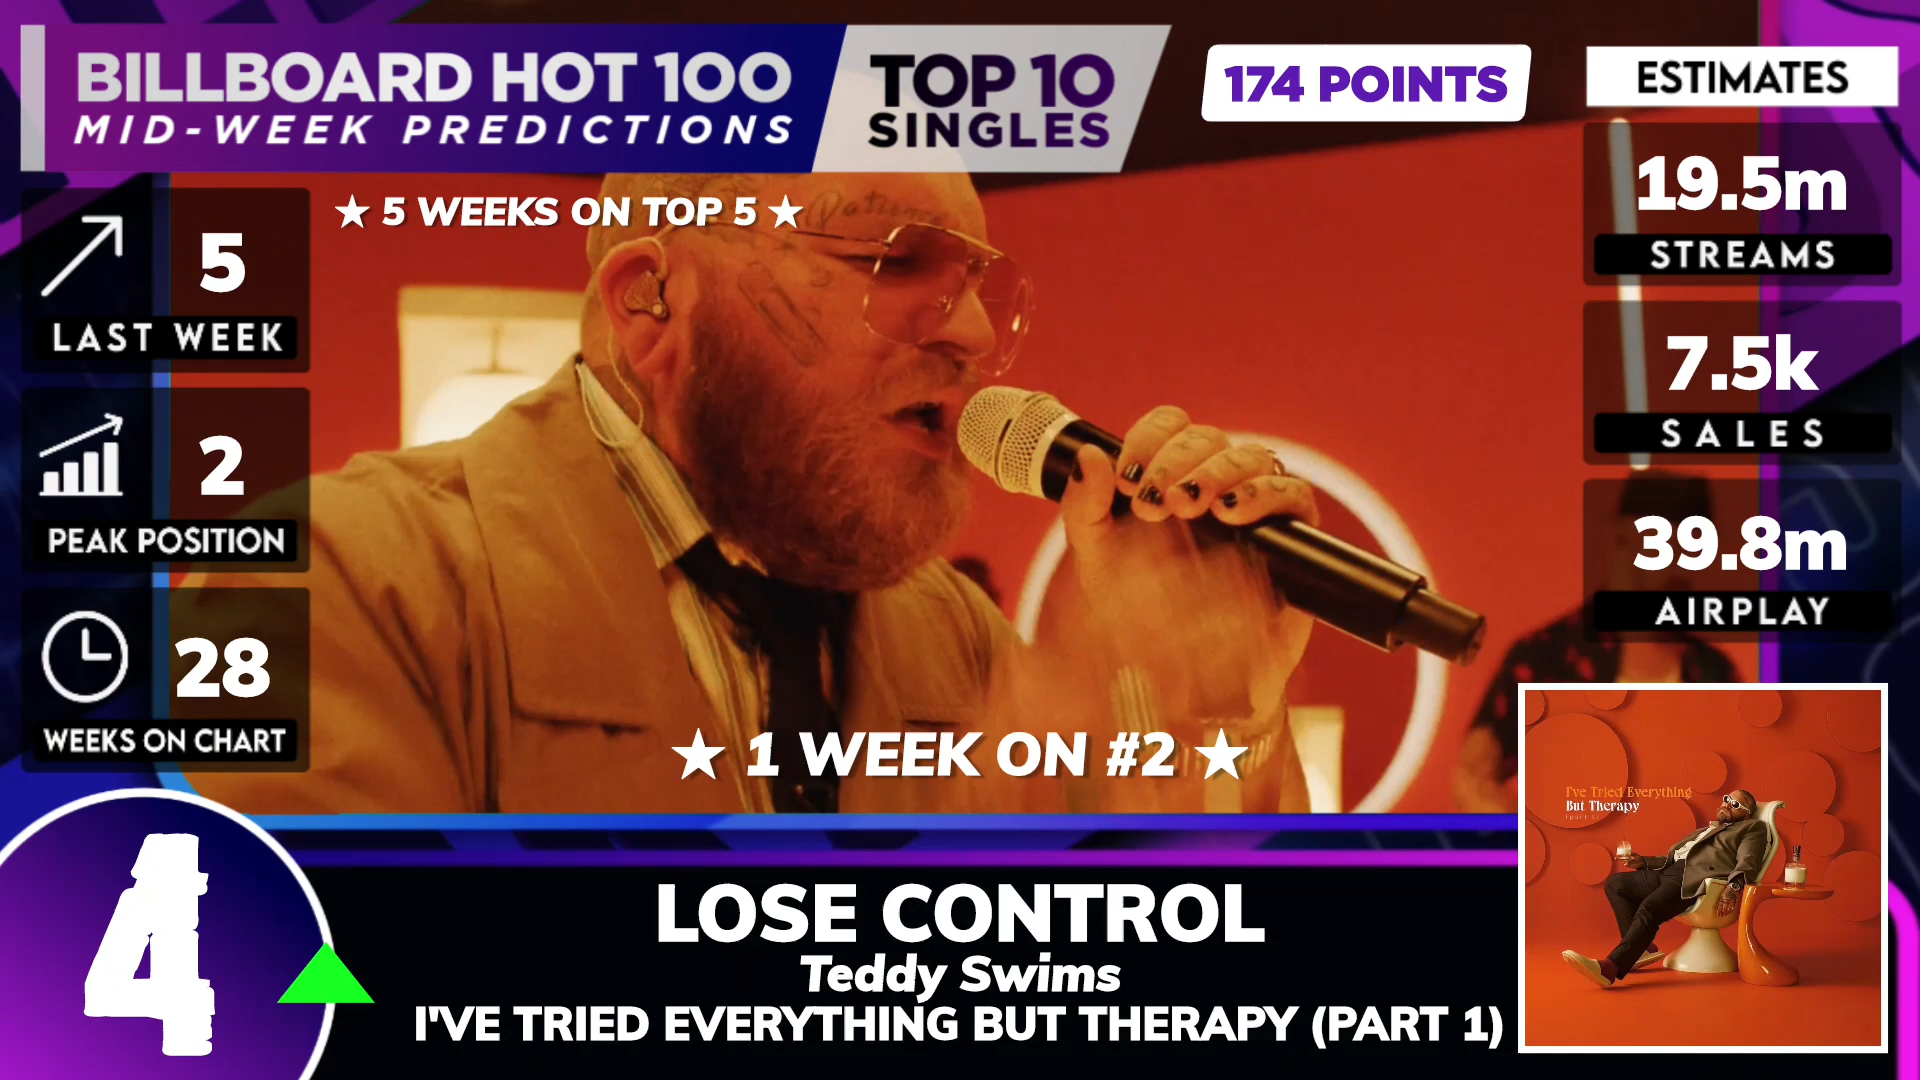 BILLBOARD HOT 100
MID-WEEK PREDICTIONS
TOP 10
SINGLES
174 POINTS
ESTIMATES
★ 5 WEEKS ON TOP 5 ★
Patience
5
LAST WEEK
2
PEAK POSITION
28
WEEKS ON CHART
19.5m
STREAMS
7.5k
SALES
39.8m
AIRPLAY
★ 1 WEEK ON #2 ★
I've Tried Everything
But Therapy
(part 1)
4
LOSE CONTROL
Teddy Swims
I'VE TRIED EVERYTHING BUT THERAPY (PART 1)